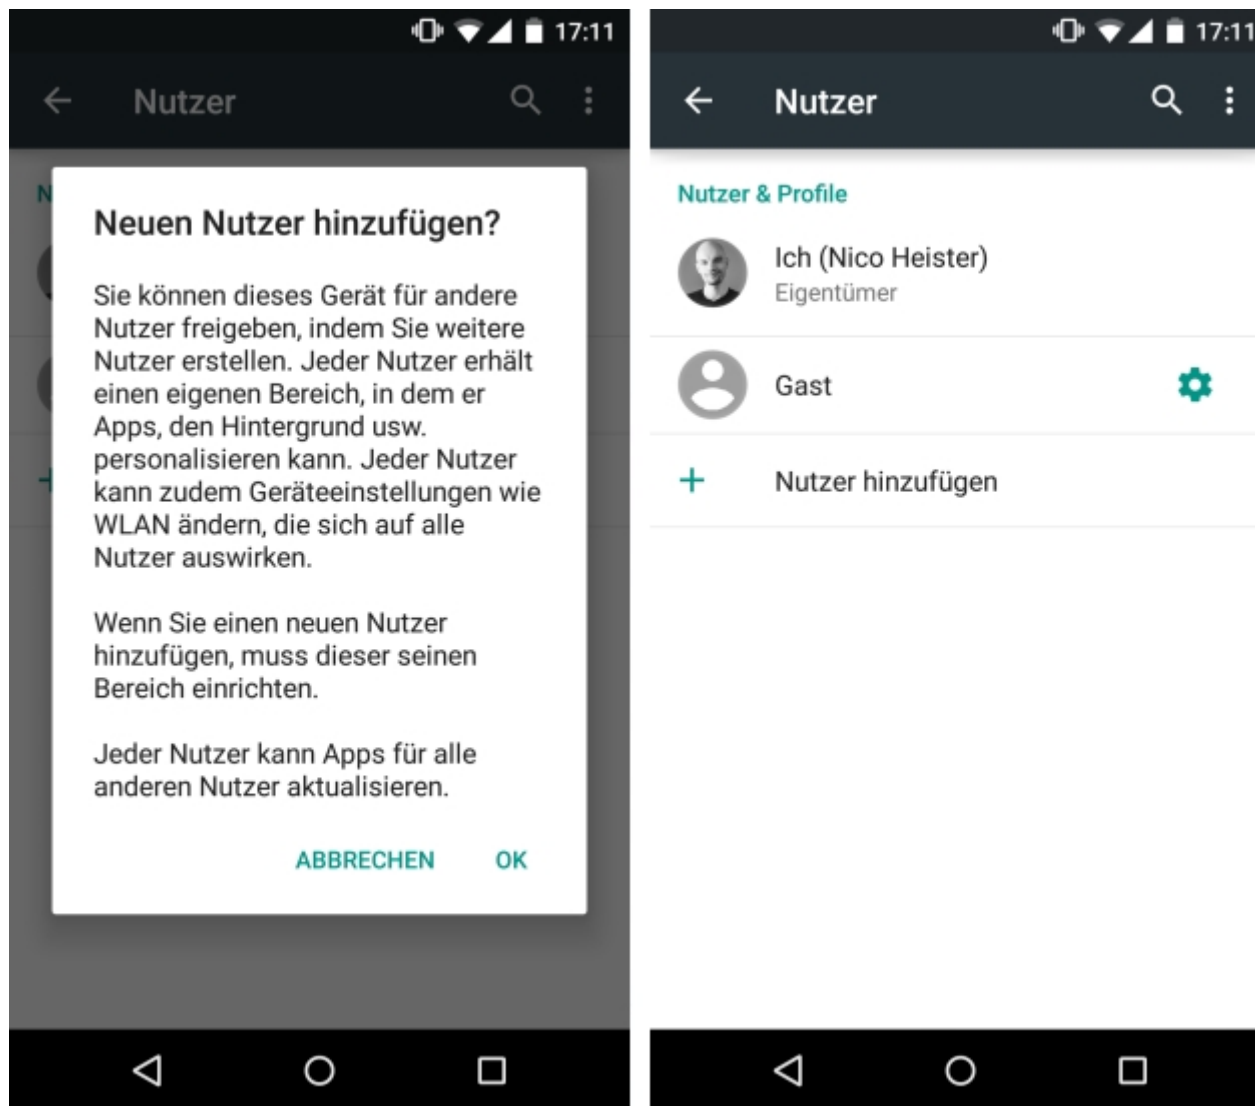 17:11
Nutzer
N
Neuen Nutzer hinzufügen?
Sie können dieses Gerät für andere
Nutzer freigeben, indem Sie weitere
Nutzer erstellen. Jeder Nutzer erhält
einen eigenen Bereich, in dem er
Apps, den Hintergrund usw.
personalisieren kann. Jeder Nutzer
kann zudem Geräteeinstellungen wie
WLAN ändern, die sich auf alle
Nutzer auswirken.
Wenn Sie einen neuen Nutzer
hinzufügen, muss dieser seinen
Bereich einrichten.
Jeder Nutzer kann Apps für alle
anderen Nutzer aktualisieren.
ABBRECHEN OK
17:11
Nutzer
Nutzer & Profile
Ich (Nico Heister)
Eigentümer
Gast
Nutzer hinzufügen